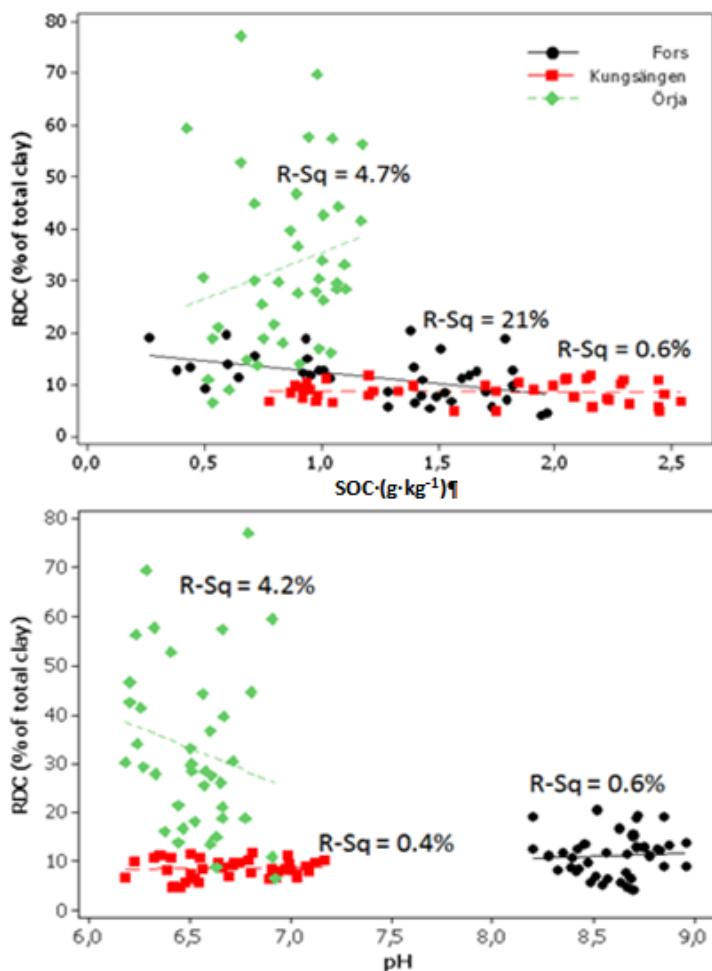 80
70
60
50
40
30
20
10
0
RDC (% of total clay)
Fors
Kungsängen
Örja
R-Sq = 4.7%
R-Sq = 21%
R-Sq = 0.6%
0,0 0,5 1,0 1,5 2,0 2,5
SOC·(g·kg⁻¹)¶
80
70
60
50
40
30
20
10
0
RDC (% of total clay)
R-Sq = 4.2%
R-Sq = 0.6%
R-Sq = 0.4%
6,0 6,5 7,0 7,5 8,0 8,5 9,0
pH